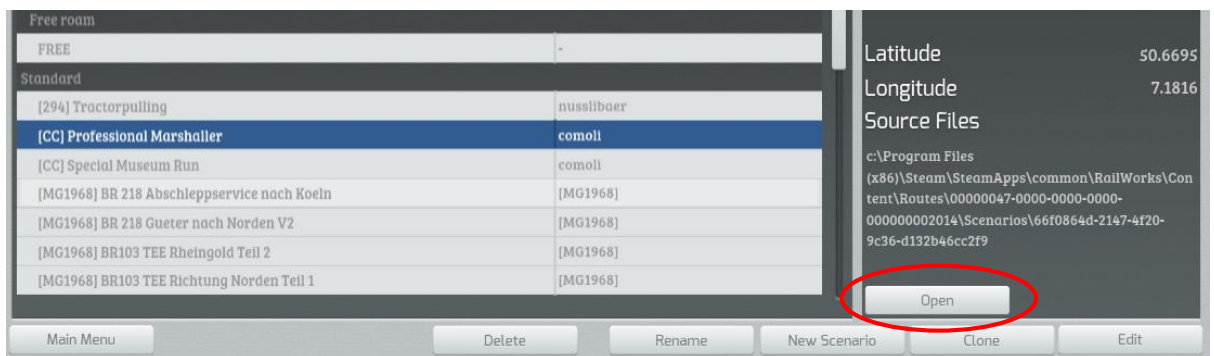 Free roam
FREE -
Standard
[294] Tractorpulling nusslibaer
[CC] Professional Marshaller comoli
[CC] Special Museum Run comoli
[MG1968] BR 218 Abschleppservice nach Koeln [MG1968]
[MG1968] BR 218 Gueter nach Norden V2 [MG1968]
[MG1968] BR103 TEE Rheingold Teil 2 [MG1968]
[MG1968] BR103 TEE Richtung Norden Teil 1 [MG1968]
Latitude 50.6695
Longitude 7.1816
Source Files
c:\Program Files
(x86)\Steam\SteamApps\common\RailWorks\Con
tent\Routes\00000047-0000-0000-0000-
000000002014\Scenarios\66f0864d-2147-4f20-
9c36-d132b46cc2f9
Open
Main Menu Delete Rename New Scenario Clone Edit